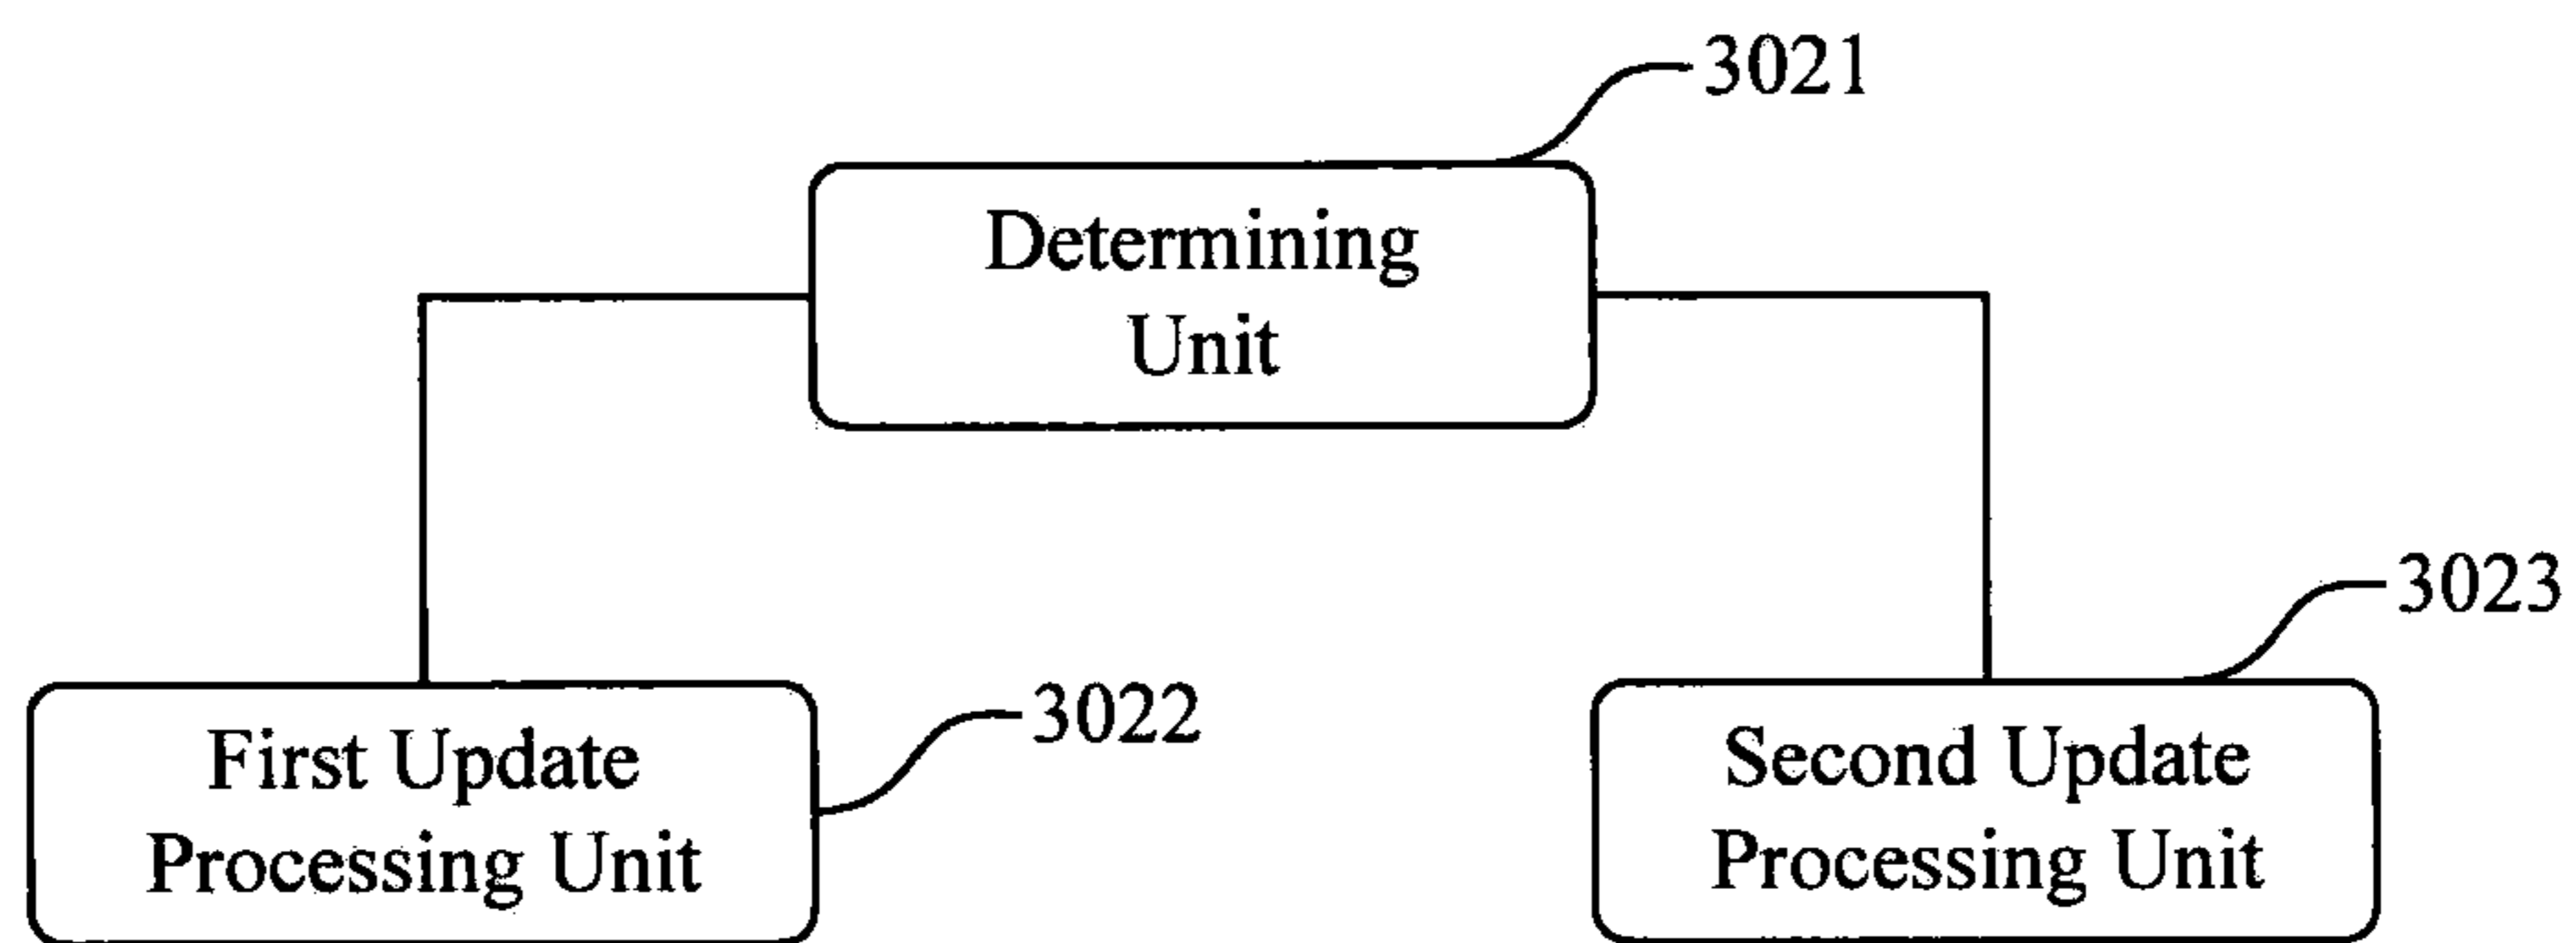 3021
Determining
Unit
3023
3022
First Update
Processing Unit
Second Update
Processing Unit